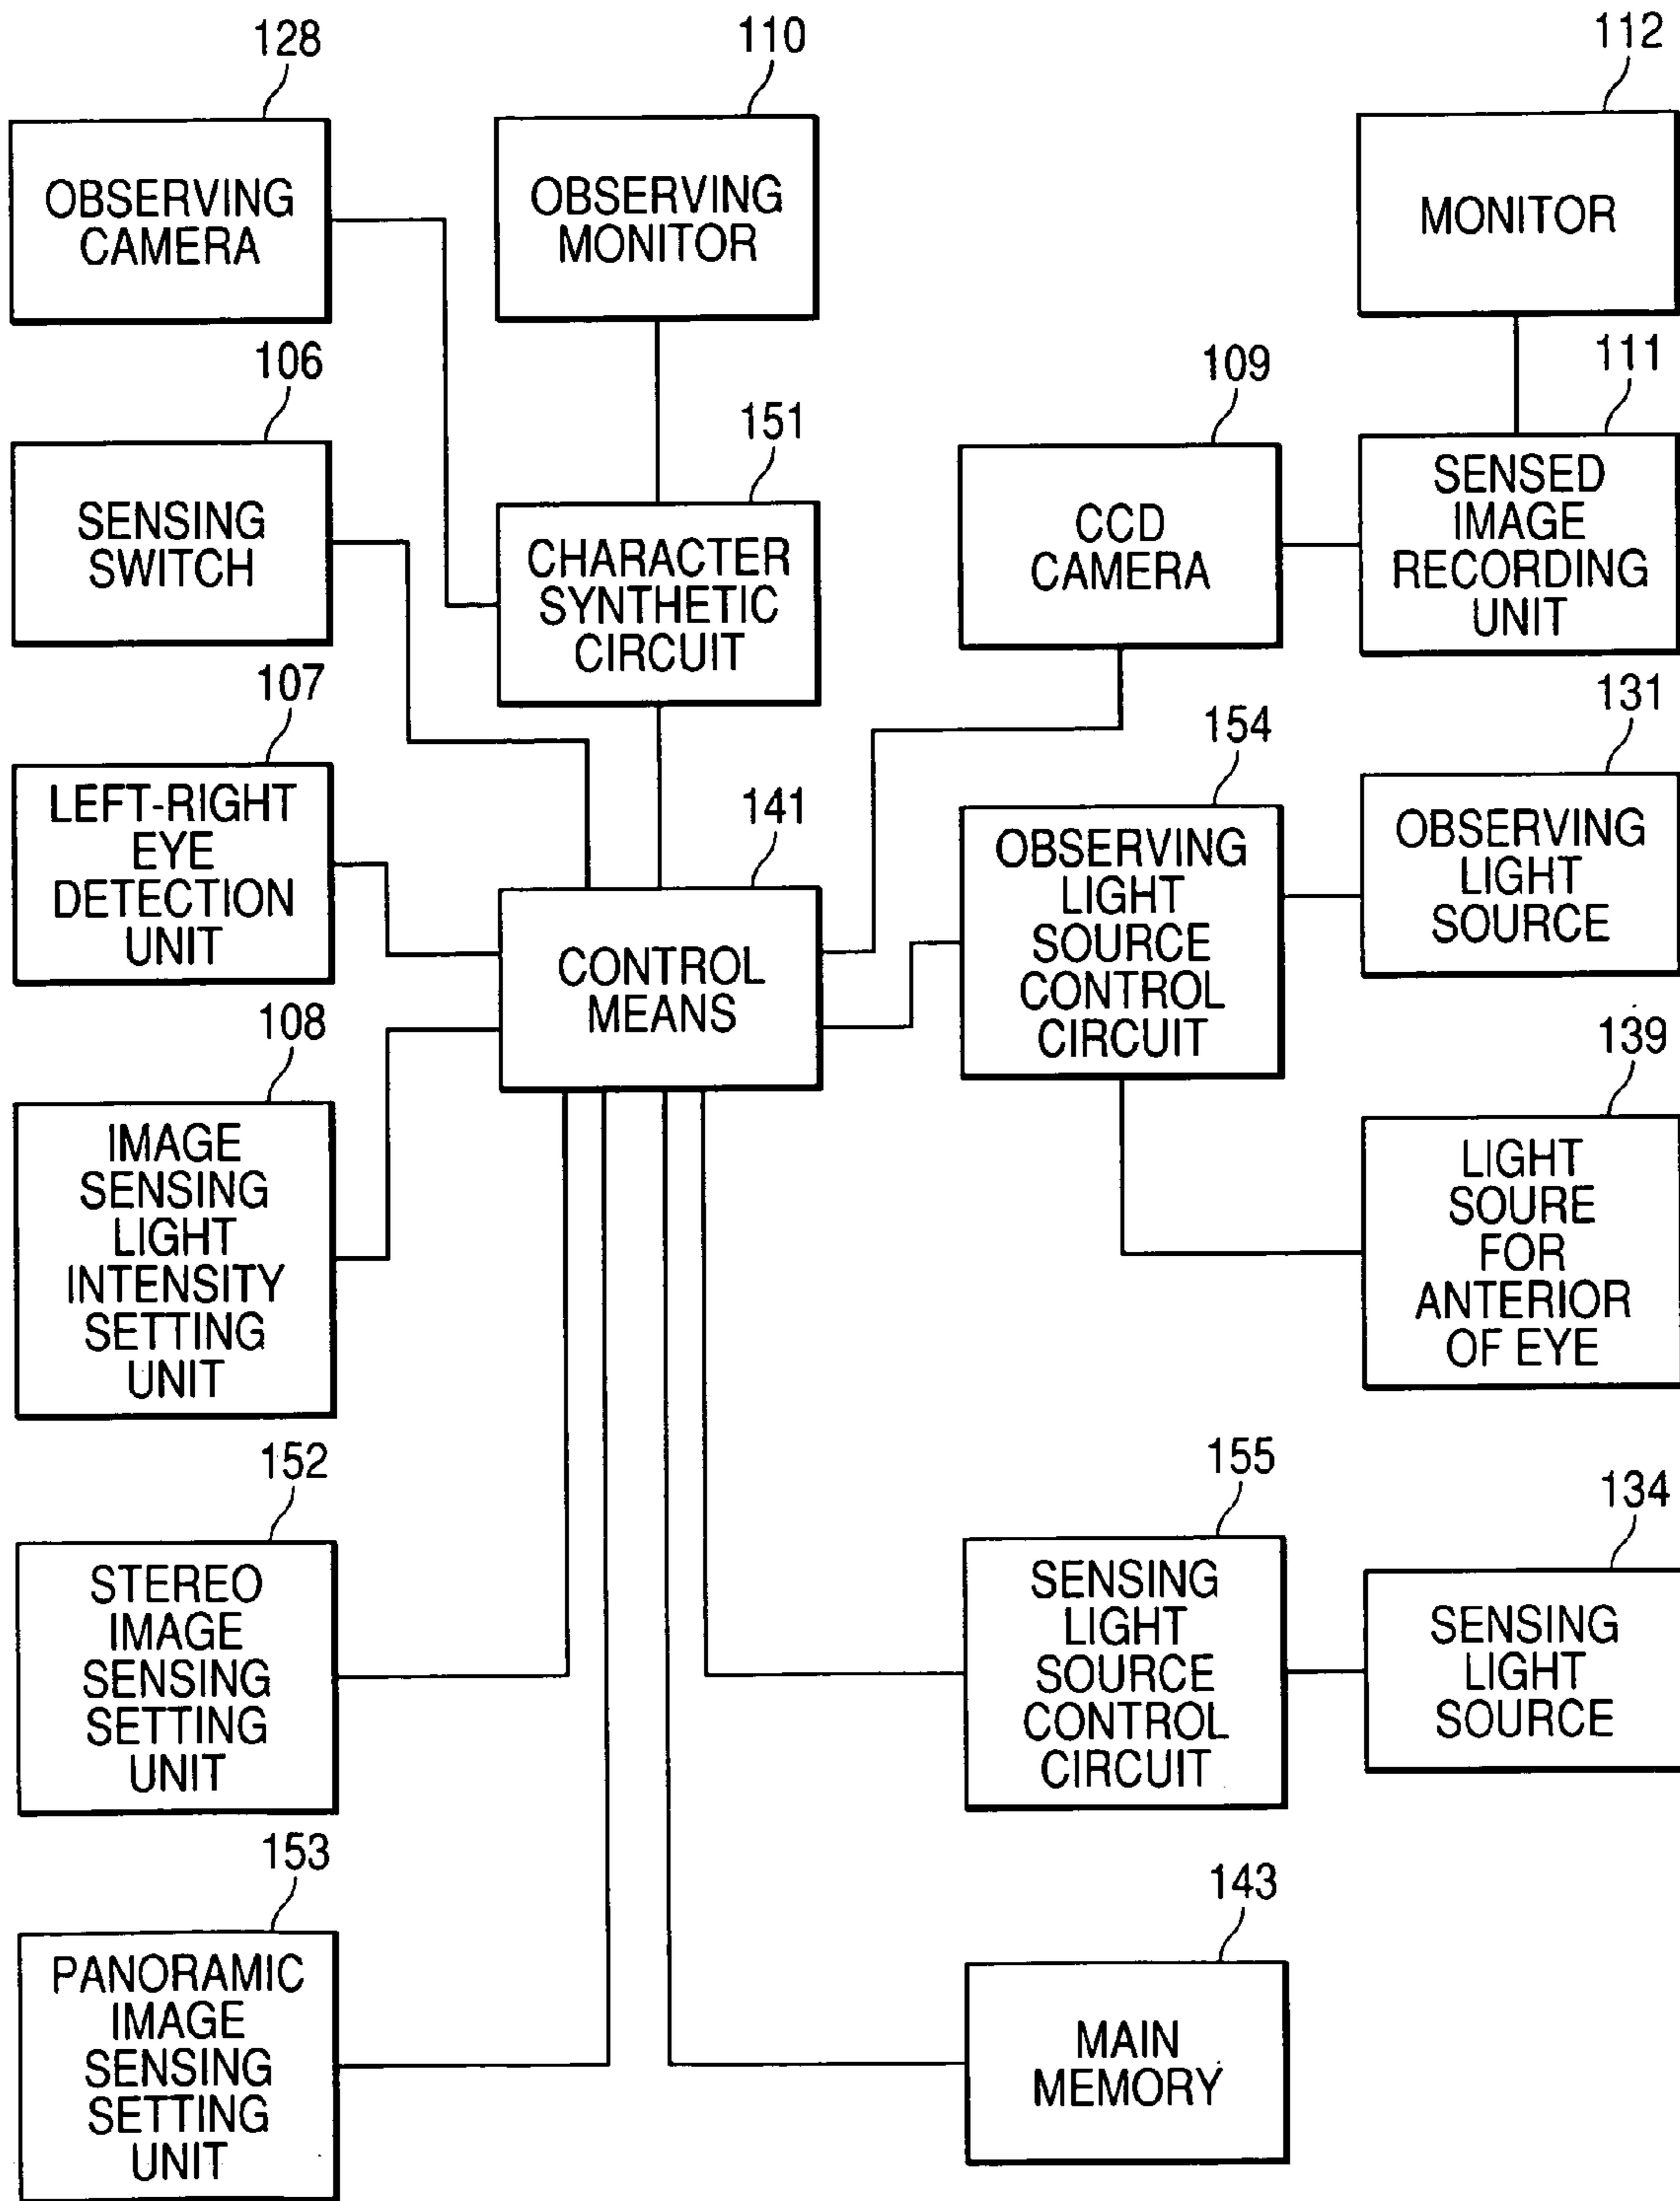 128
OBSERVING
CAMERA
110
OBSERVING
MONITOR
112
MONITOR
106
SENSING
SWITCH
151
CHARACTER
SYNTHETIC
CIRCUIT
109
CCD
CAMERA
111
SENSED
IMAGE
RECORDING
UNIT
107
LEFT-RIGHT
EYE
DETECTION
UNIT
141
CONTROL
MEANS
154
OBSERVING
LIGHT
SOURCE
CONTROL
CIRCUIT
131
OBSERVING
LIGHT
SOURCE
108
IMAGE
SENSING
LIGHT
INTENSITY
SETTING
UNIT
139
LIGHT
SOURE
FOR
ANTERIOR
OF EYE
152
STEREO
IMAGE
SENSING
SETTING
UNIT
155
SENSING
LIGHT
SOURCE
CONTROL
CIRCUIT
134
SENSING
LIGHT
SOURCE
153
PANORAMIC
IMAGE
SENSING
SETTING
UNIT
143
MAIN
MEMORY